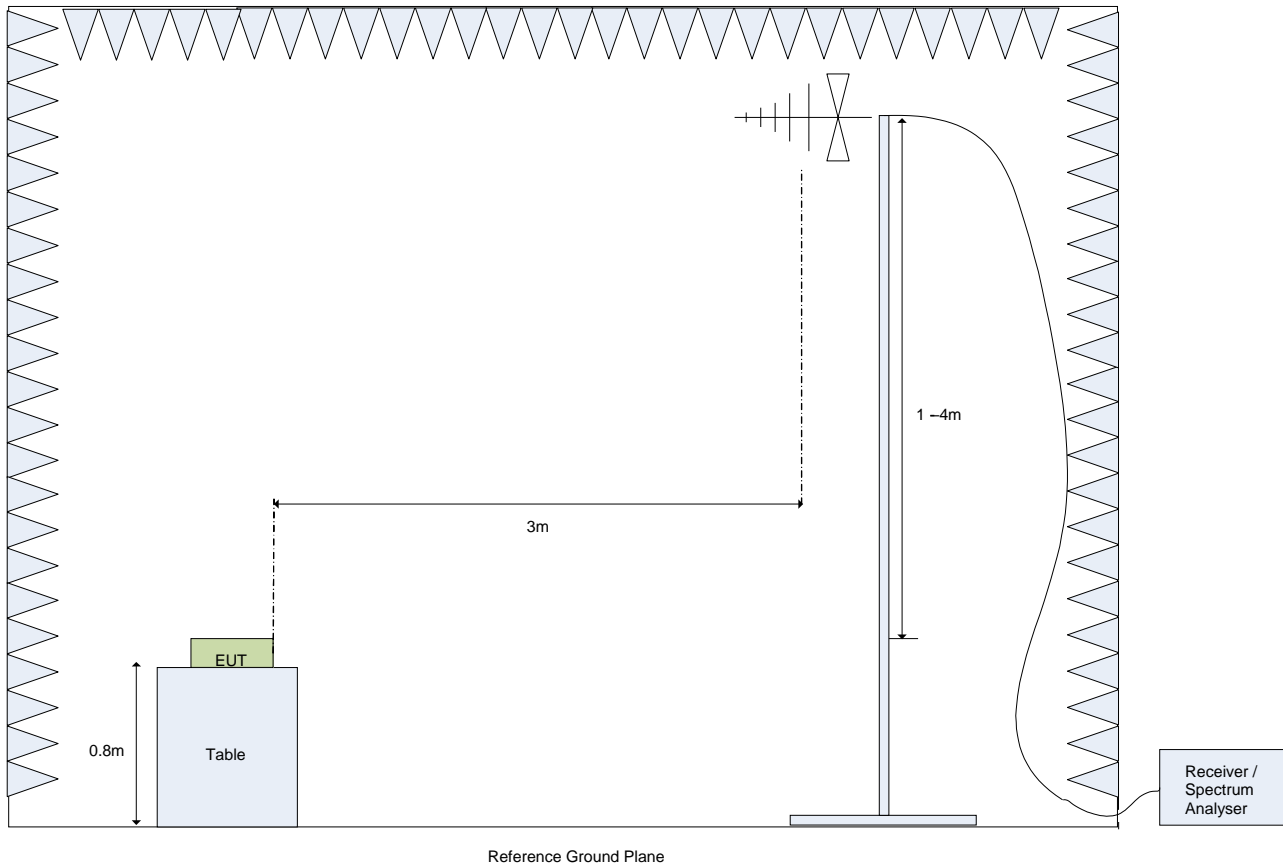 1 –4m
3m
EUT
0.8m
Table
Receiver /
Spectrum
Analyser
Reference Ground Plane